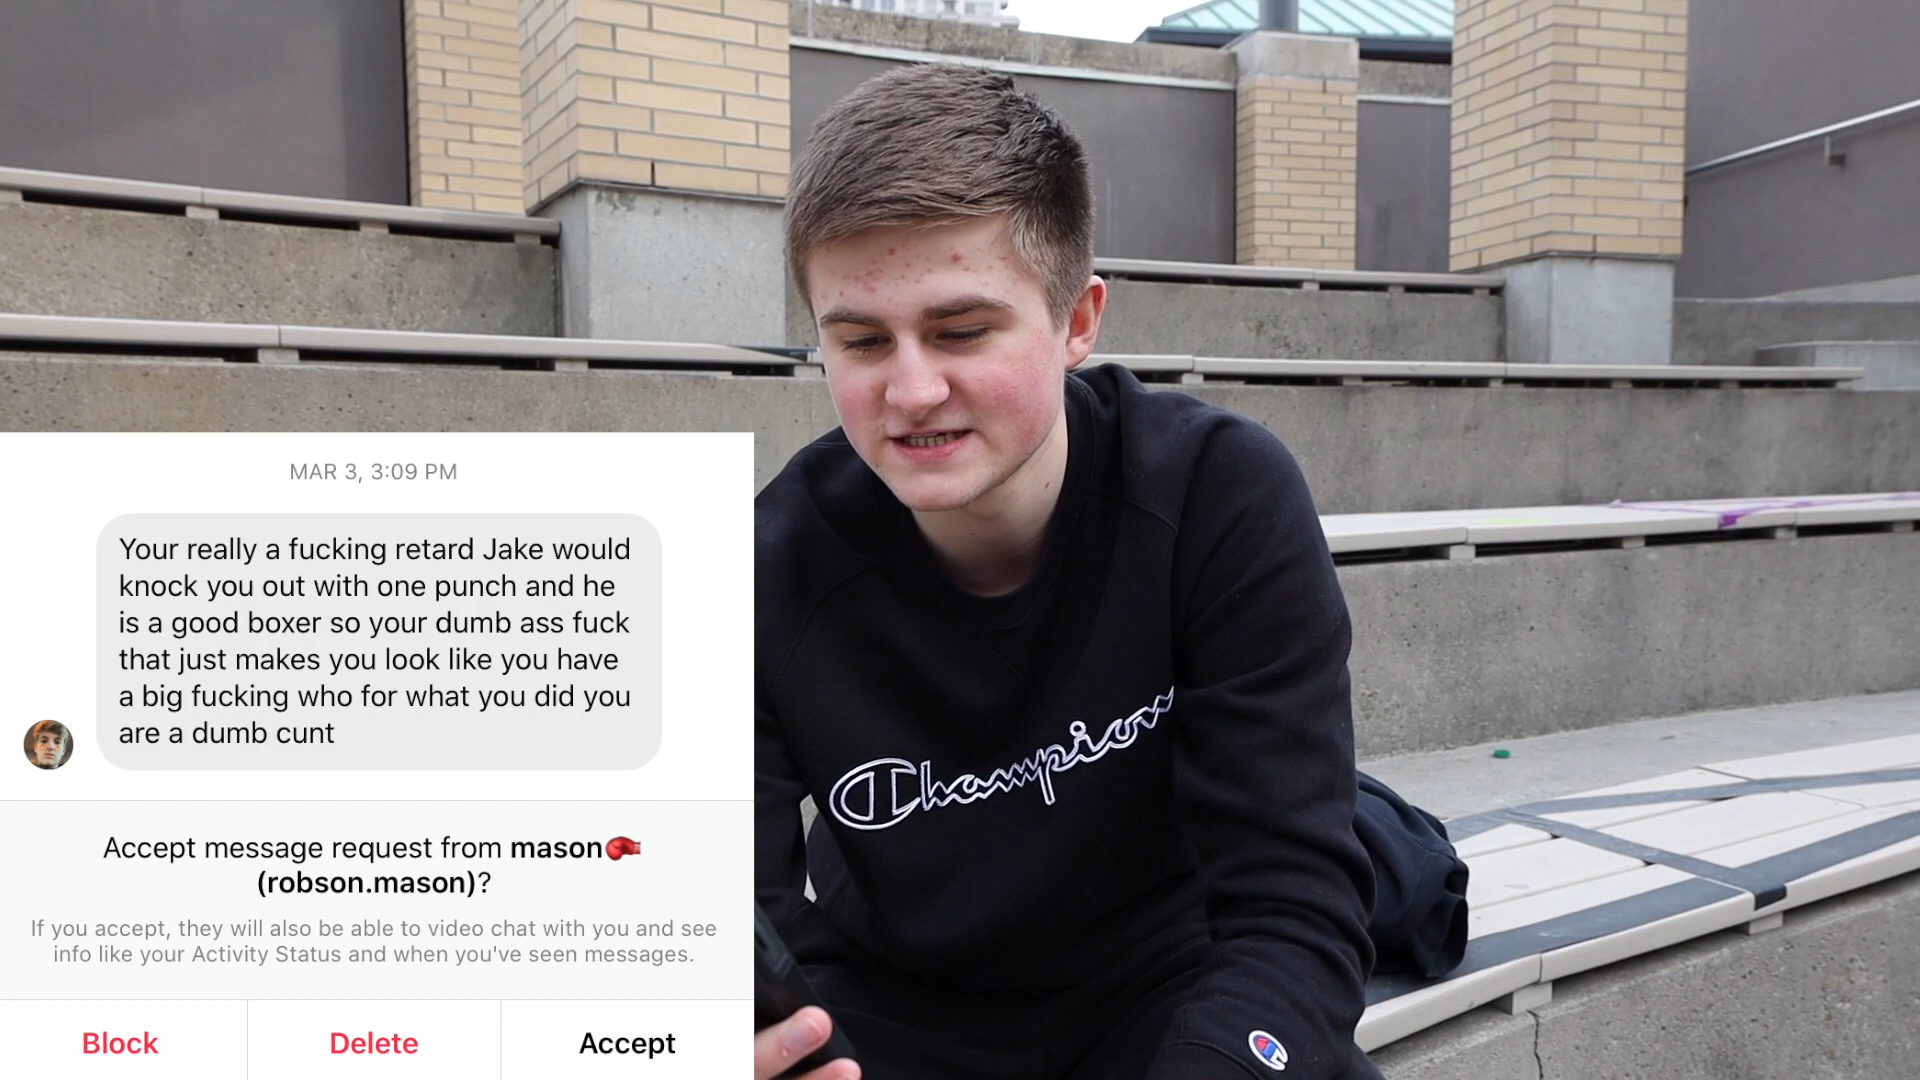 MAR 3, 3:09 PM
Your really a fucking retard Jake would
knock you out with one punch and he
is a good boxer so your dumb ass fuck
that just makes you look like you have
a big fucking who for what you did you
are a dumb cunt
Accept message request from mason🥊
(robson.mason)?
If you accept, they will also be able to video chat with you and see
info like your Activity Status and when you've seen messages.
Block
Delete
Accept
Champion